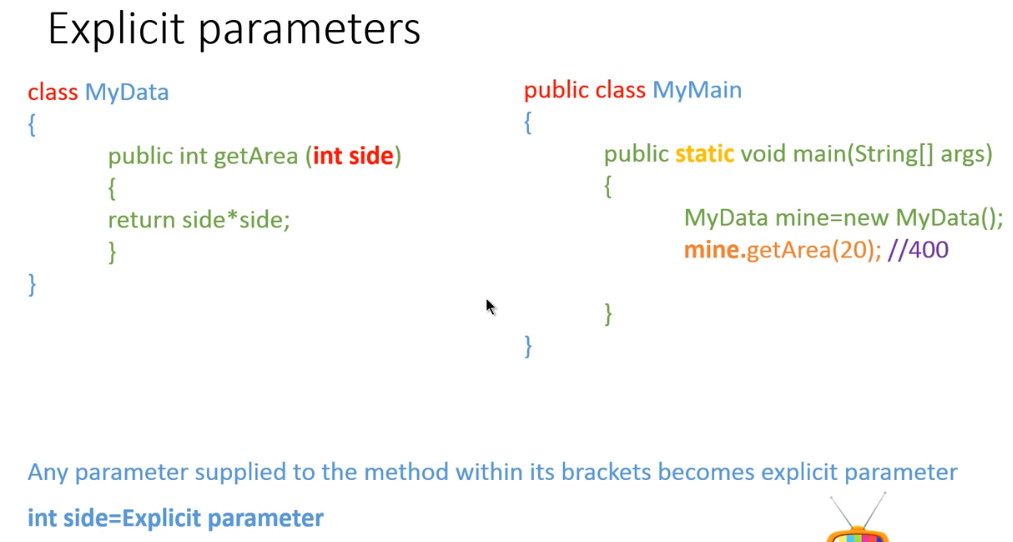 Explicit parameters
class MyData
{
public int getArea (int side)
{
return side*side;
}
}
public class MyMain
{
public static void main(String[] args)
{
MyData mine=new MyData();
mine.getArea(20); //400
}
}
Any parameter supplied to the method within its brackets becomes explicit parameter
int side=Explicit parameter